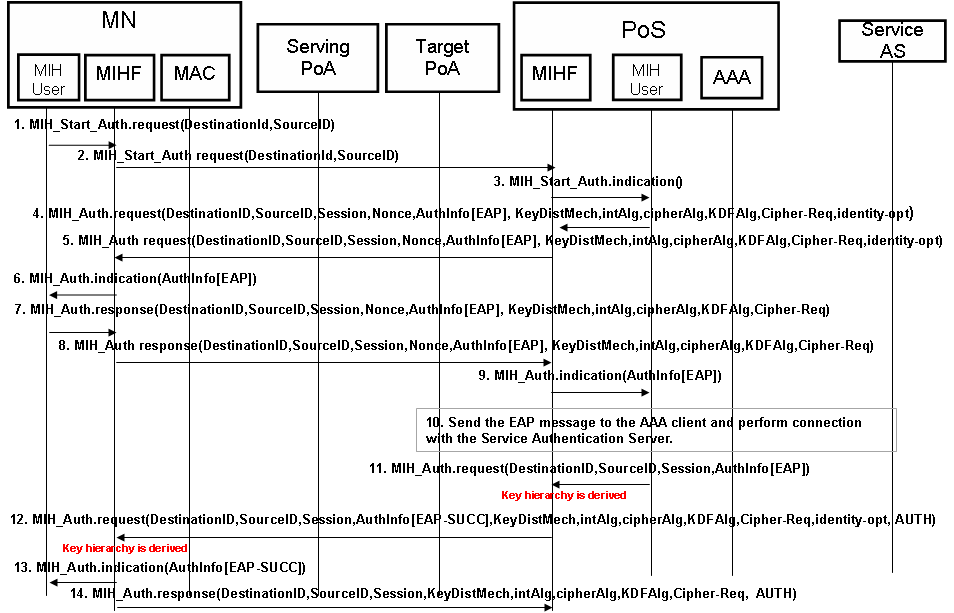 MN
PoS
Service
AS
Serving
PoA
Target
PoA
MIH
User
MIHF
MAC
MIHF
MIH
User
AAA
1. MIH_Start_Auth.request(DestinationId,SourceID)
2. MIH_Start_Auth request(DestinationId,SourceID)
3. MIH_Start_Auth.indication()
4. MIH_Auth.request(DestinationID,SourceID,Session,Nonce,AuthInfo[EAP], KeyDistMech,intAlg,cipherAlg,KDFAlg,Cipher-Req,identity-opt)
5. MIH_Auth request(DestinationID,SourceID,Session,Nonce,AuthInfo[EAP], KeyDistMech,intAlg,cipherAlg,KDFAlg,Cipher-Req,identity-opt)
6. MIH_Auth.indication(AuthInfo[EAP])
7. MIH_Auth.response(DestinationID,SourceID,Session,Nonce,AuthInfo[EAP], KeyDistMech,intAlg,cipherAlg,KDFAlg,Cipher-Req)
8. MIH_Auth response(DestinationID,SourceID,Session,Nonce,AuthInfo[EAP], KeyDistMech,intAlg,cipherAlg,KDFAlg,Cipher-Req)
9. MIH_Auth.indication(AuthInfo[EAP])
10. Send the EAP message to the AAA client and perform connection
with the Service Authentication Server.
11. MIH_Auth.request(DestinationID,SourceID,Session,AuthInfo[EAP])
Key hierarchy is derived
12. MIH_Auth.request(DestinationID,SourceID,Session,AuthInfo[EAP-SUCC],KeyDistMech,intAlg,cipherAlg,KDFAlg,Cipher-Req,identity-opt, AUTH)
Key hierarchy is derived
13. MIH_Auth.indication(AuthInfo[EAP-SUCC])
14. MIH_Auth.response(DestinationID,SourceID,Session,KeyDistMech,intAlg,cipherAlg,KDFAlg,Cipher-Req, AUTH)